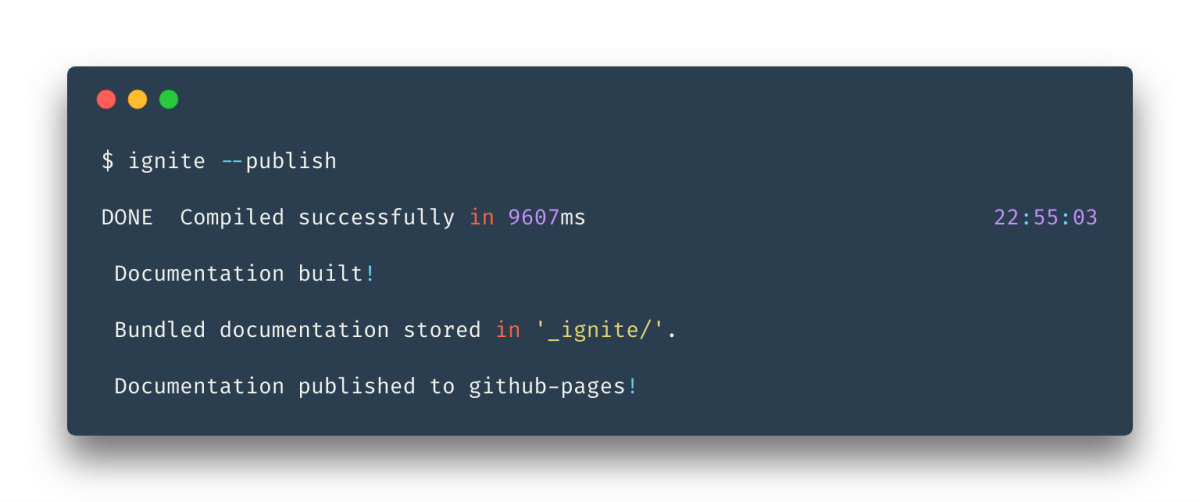 $ ignite --publish
DONE  Compiled successfully in 9607ms 22:55:03
Documentation built!
Bundled documentation stored in '_ignite/'.
Documentation published to github-pages!